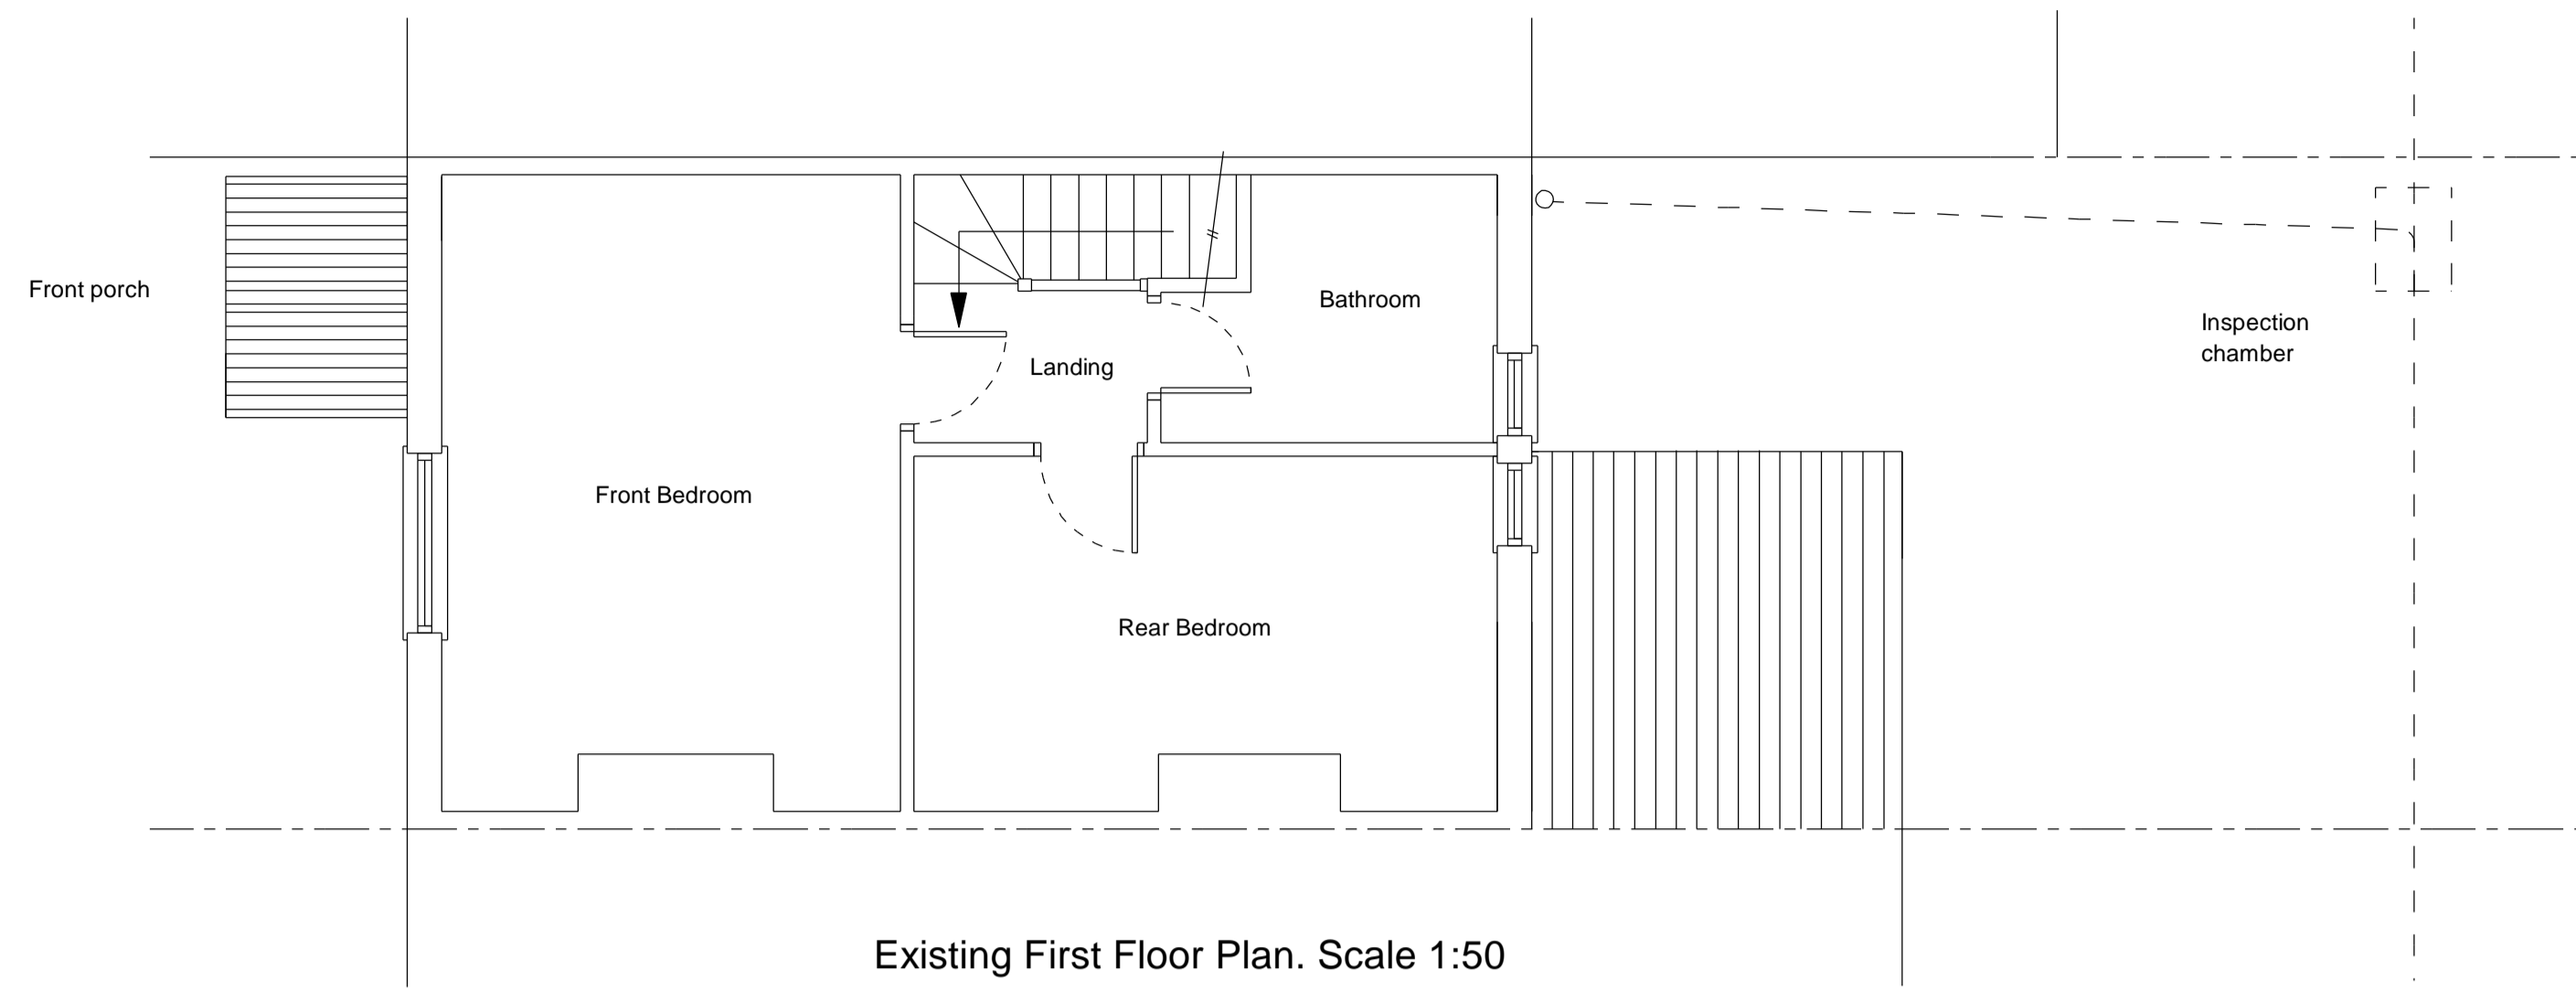 Front porch
Bathroom
Inspection
chamber
Landing
Front Bedroom
Rear Bedroom
Existing First Floor Plan. Scale 1:50